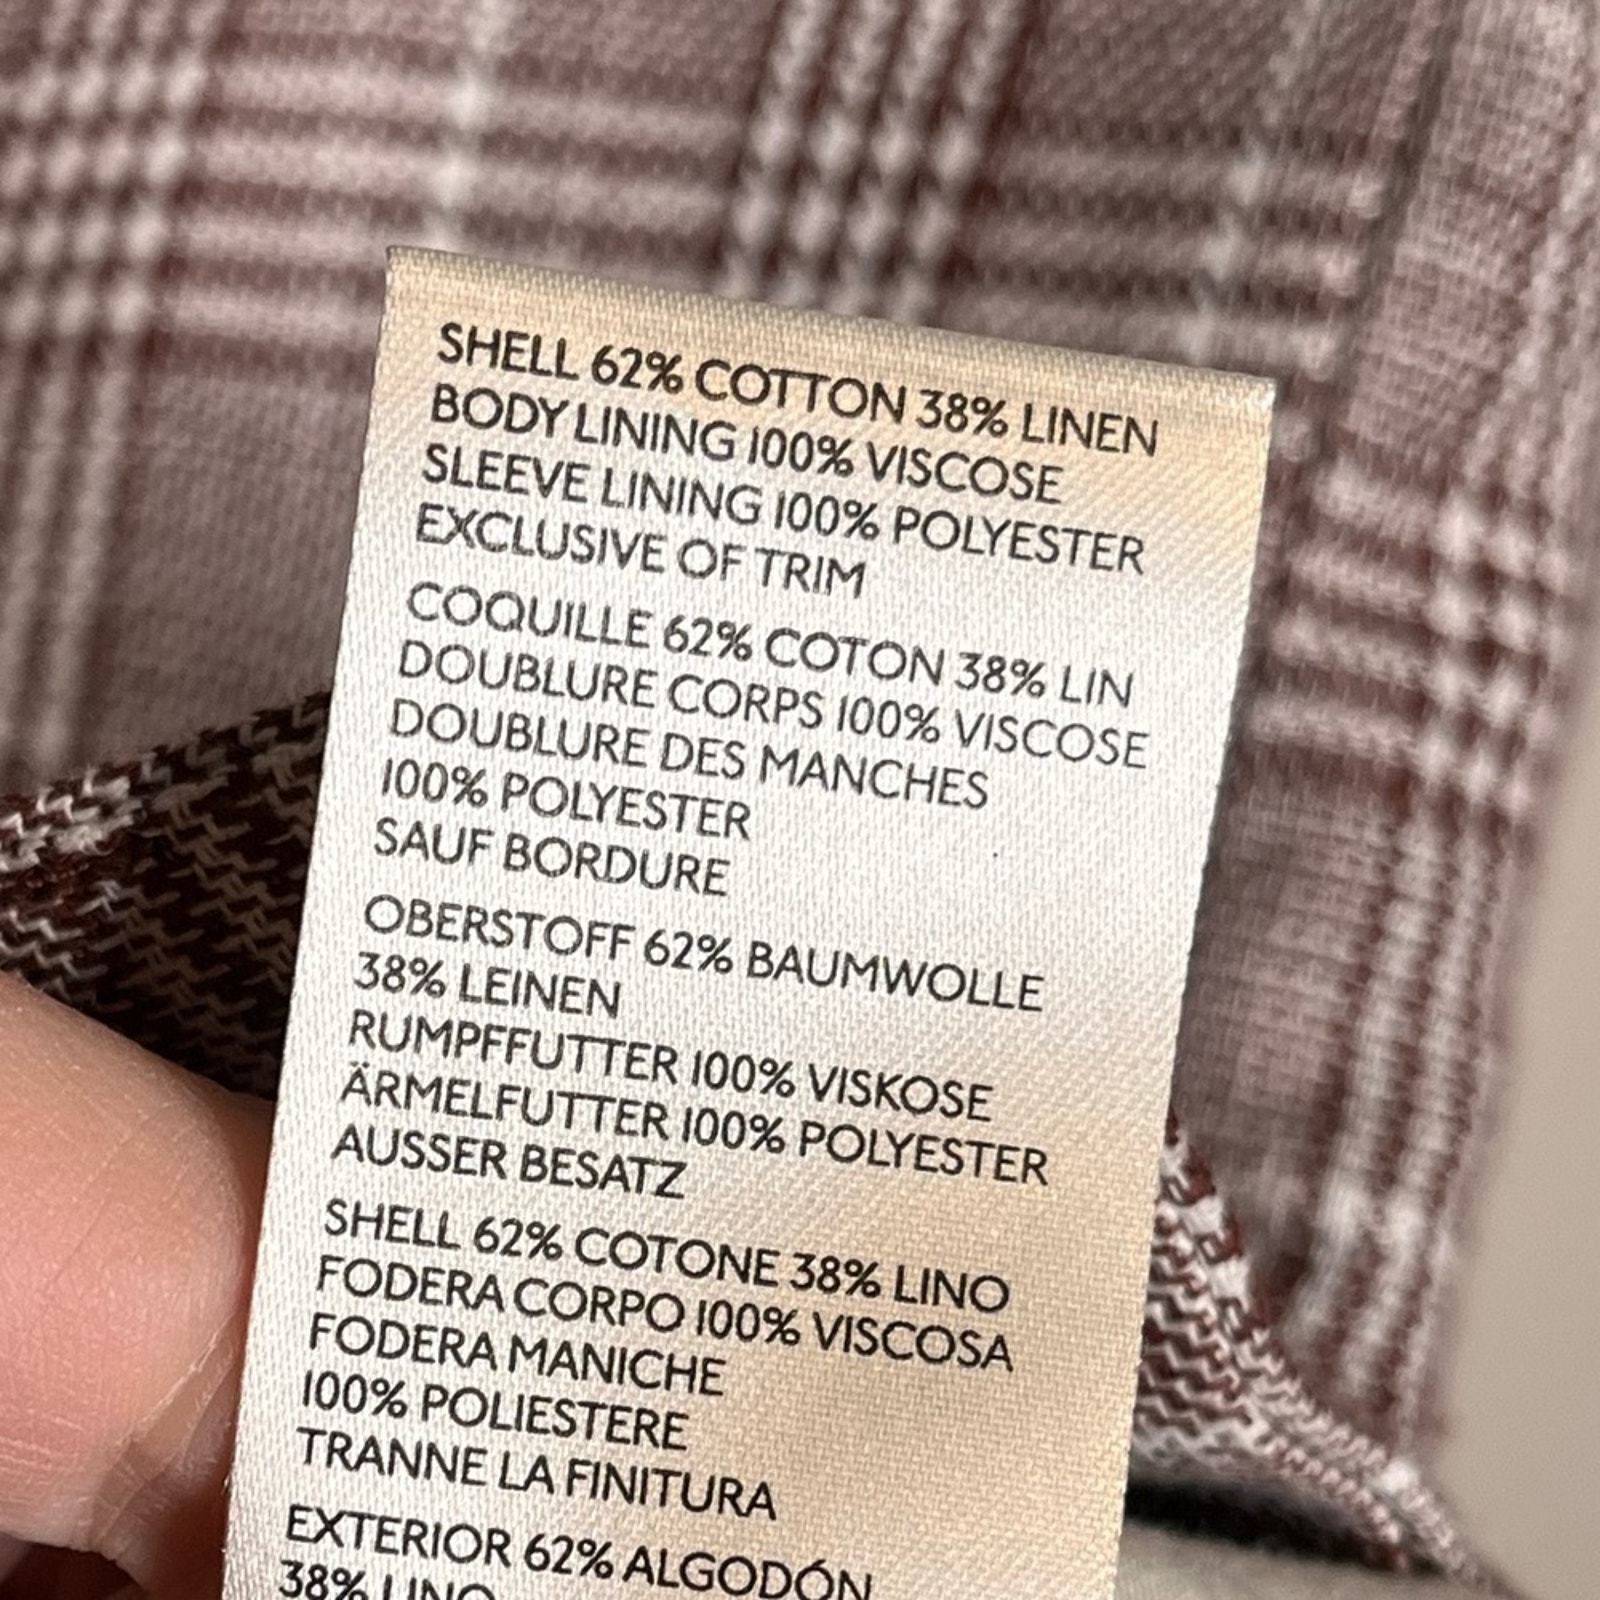 SHELL 62% COTTON 38% LINEN
BODY LINING 100% VISCOSE
SLEEVE LINING 100% POLYESTER
EXCLUSIVE OF TRIM
COQUILLE 62% COTON 38% LIN
DOUBLURE CORPS 100% VISCOSE
DOUBLURE DES MANCHES
100% POLYESTER
SAUF BORDURE
OBERSTOFF 62% BAUMWOLLE
38% LEINEN
RUMPFFUTTER 100% VISKOSE
ÄRMELFUTTER 100% POLYESTER
AUSSER BESATZ
SHELL 62% COTONE 38% LINO
FODERA CORPO 100% VISCOSA
FODERA MANICHE
100% POLIESTERE
TRANNE LA FINITURA
EXTERIOR 62% ALGODÓN
38% LINO